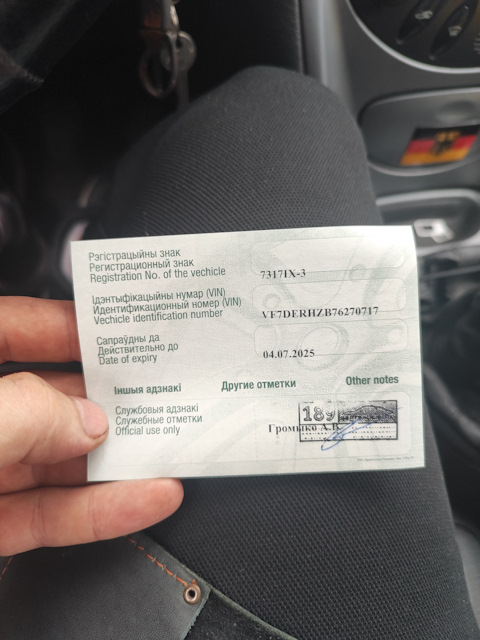 Рэгістрацыйны знак
Регистрационный знак
Registration No. of the vechicle
7317IX-3
Ідэнтыфікацыйны нумар (VIN)
Идентификационный номер (VIN)
Vechicle identification number
VF7DERHZB76270717
Сапраўдны да
Действительно до
Date of expiry
04.07.2025
Іншыя адзнакі Другие отметки Other notes
Службовыя адзнакі
Служебные отметки
Official use only
189
Громыко А.В.